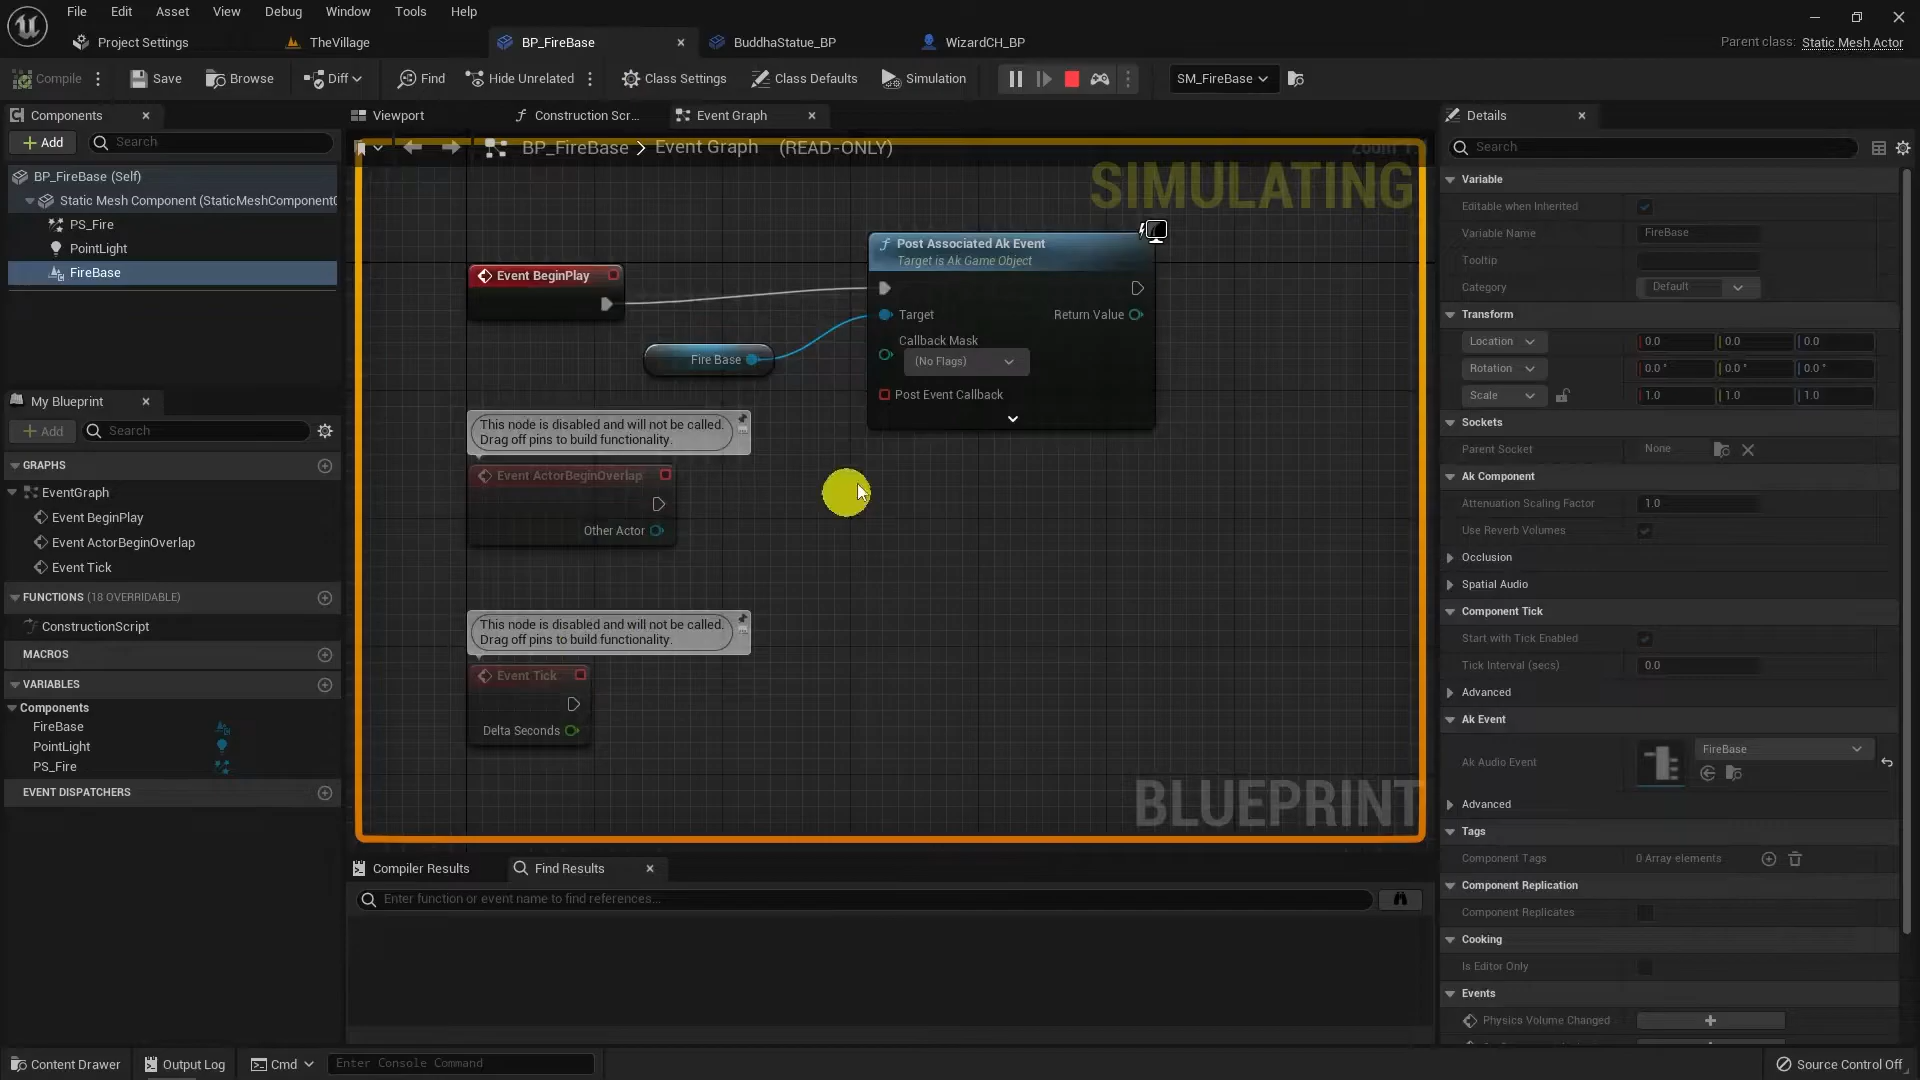 File Edit Asset View Debug Window Tools Help
Project Settings TheVillage BP_FireBase BuddhaStatue_BP WizardCH_BP Parent class: Static Mesh Actor
Compile Save Browse Diff Find Hide Unrelated Class Settings Class Defaults Simulation SM_FireBase
Components
Add Search
BP_FireBase (Self)
Static Mesh Component (StaticMeshComponent
PS_Fire
PointLight
FireBase
My Blueprint
Add Search
GRAPHS
EventGraph
Event BeginPlay
Event ActorBeginOverlap
Event Tick
FUNCTIONS (18 OVERRIDABLE)
ConstructionScript
MACROS
VARIABLES
Components
FireBase
PointLight
PS_Fire
EVENT DISPATCHERS
Viewport Construction Scr... Event Graph
BP_FireBase > Event Graph (READ-ONLY)
SIMULATING
Event BeginPlay
Post Associated Ak Event
Target is Ak Game Object
Target Return Value
Callback Mask
(No Flags)
Post Event Callback
Fire Base
This node is disabled and will not be called.
Drag off pins to build functionality.
Event ActorBeginOverlap
Other Actor
This node is disabled and will not be called.
Drag off pins to build functionality.
Event Tick
Delta Seconds
BLUEPRINT
Compiler Results Find Results
Enter function or event name to find references...
Details
Search
Variable
Editable when Inherited
Variable Name FireBase
Tooltip
Category Default
Transform
Location 0.0 0.0 0.0
Rotation 0.0 ° 0.0 ° 0.0 °
Scale 1.0 1.0 1.0
Sockets
Parent Socket None
Ak Component
Attenuation Scaling Factor 1.0
Use Reverb Volumes
Occlusion
Spatial Audio
Component Tick
Start with Tick Enabled
Tick Interval (secs) 0.0
Advanced
Ak Event
Ak Audio Event FireBase
Advanced
Tags
Component Tags 0 Array elements
Component Replication
Component Replicates
Cooking
Is Editor Only
Events
Physics Volume Changed
Content Drawer Output Log Cmd Enter Console Command Source Control Off